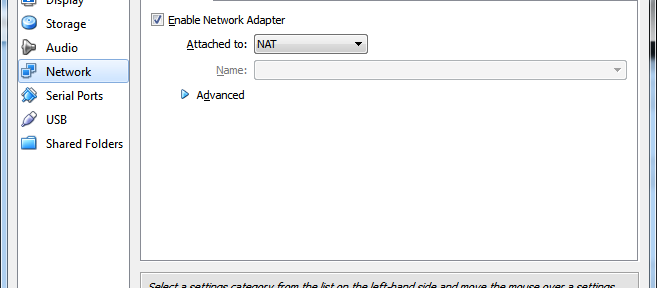 Display
Storage
Audio
Network
Serial Ports
USB
Shared Folders
Enable Network Adapter
Attached to: NAT
Name:
Advanced
Select a settings category from the list on the left-hand side and move the mouse over a settings